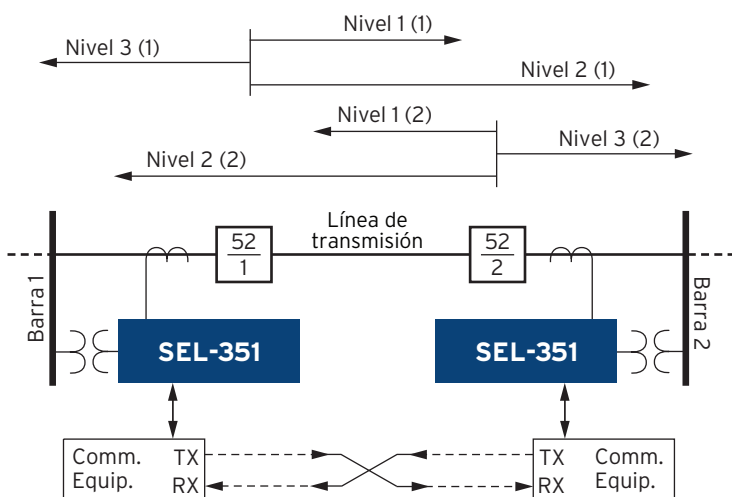 Nivel 1 (1)
Nivel 3 (1)
Nivel 2 (1)
Nivel 1 (2)
Nivel 3 (2)
Nivel 2 (2)
Línea de
transmisión
52
1
52
2
Barra 1
Barra 2
SEL-351
SEL-351
Comm.
Equip.
TX
RX
TX
RX
Comm.
Equip.